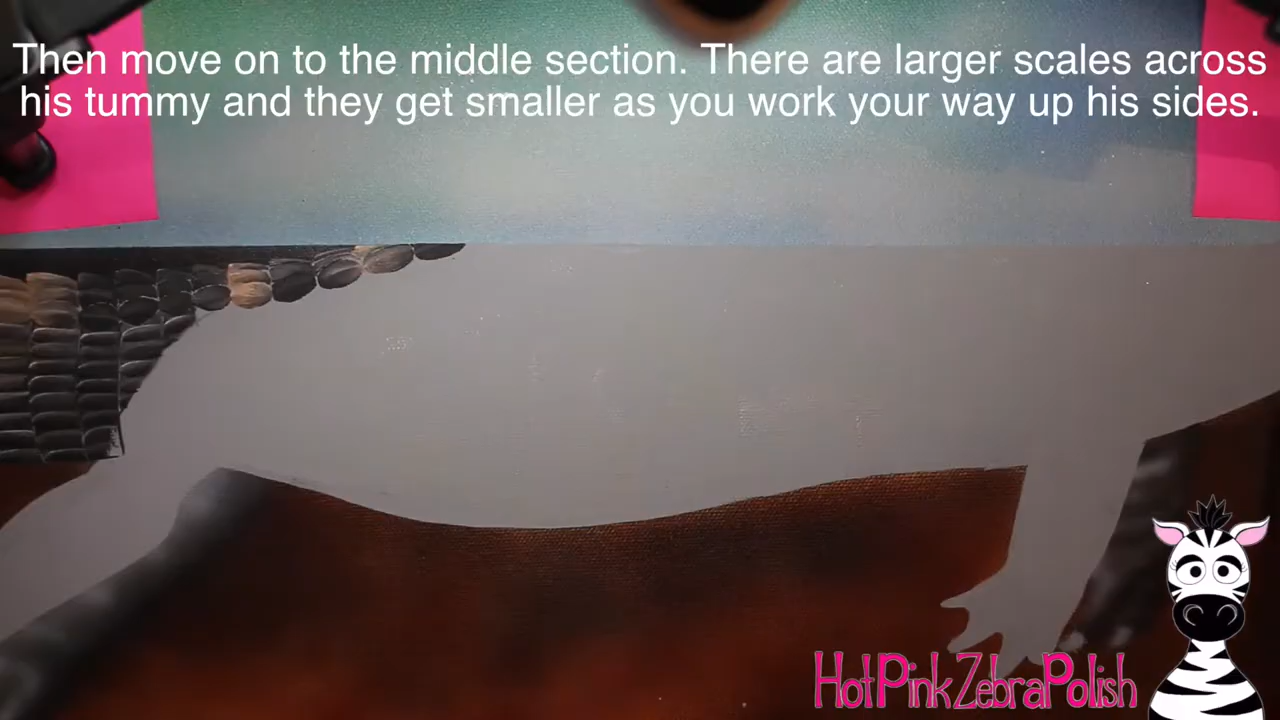 Then move on to the middle section. There are larger scales across
his tummy and they get smaller as you work your way up his sides.
HotPinkZebraPolish